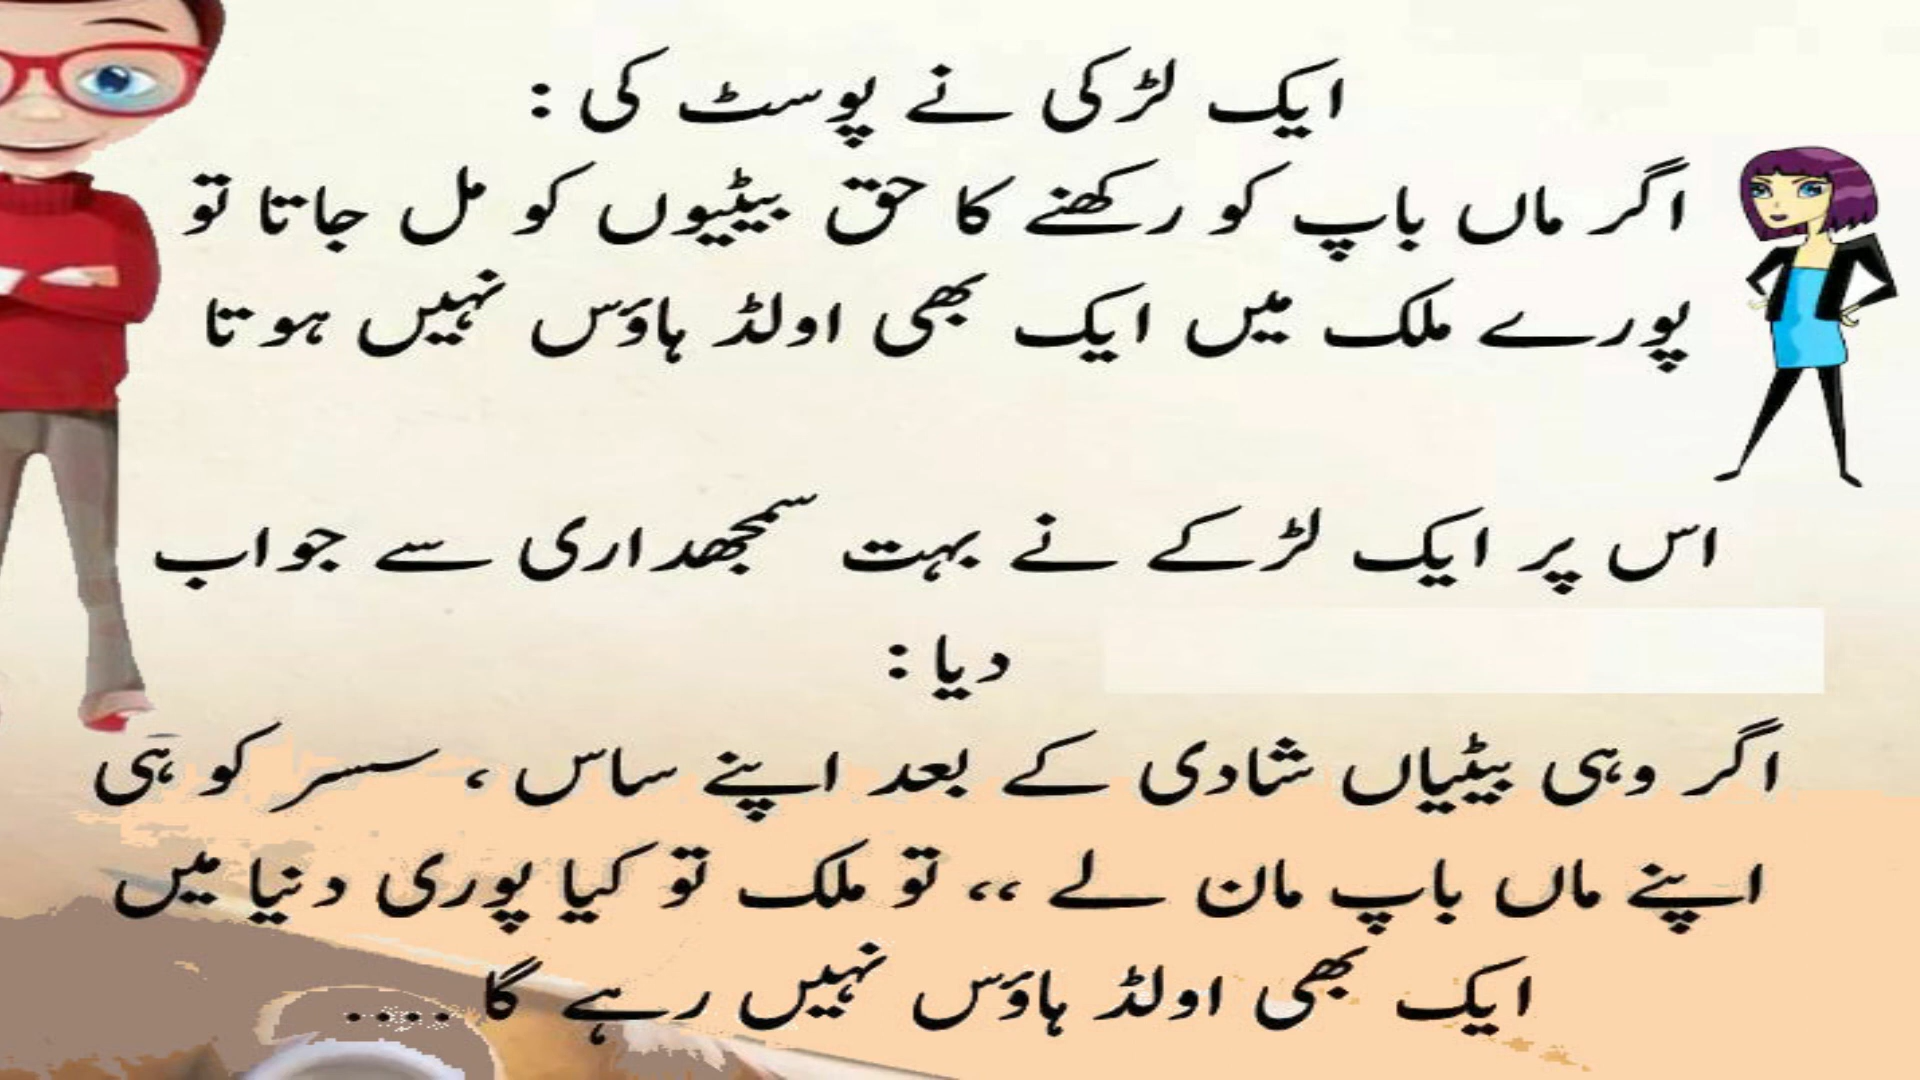 ایک لڑکی نے پوسٹ کی :
اگر ماں باپ کو رکھنے کا حق بیٹیوں کو مل جاتا تو
پورے ملک میں ایک بھی اولڈ ہاؤس نہیں ہوتا
اس پر ایک لڑکے نے بہت سمجھداری سے جواب
دیا :
اگر وہی بیٹیاں شادی کے بعد اپنے ساس ، سسر کو ہی
اپنے ماں باپ مان لے ،، تو ملک تو کیا پوری دنیا میں
ایک بھی اولڈ ہاؤس نہیں رہے گا ....